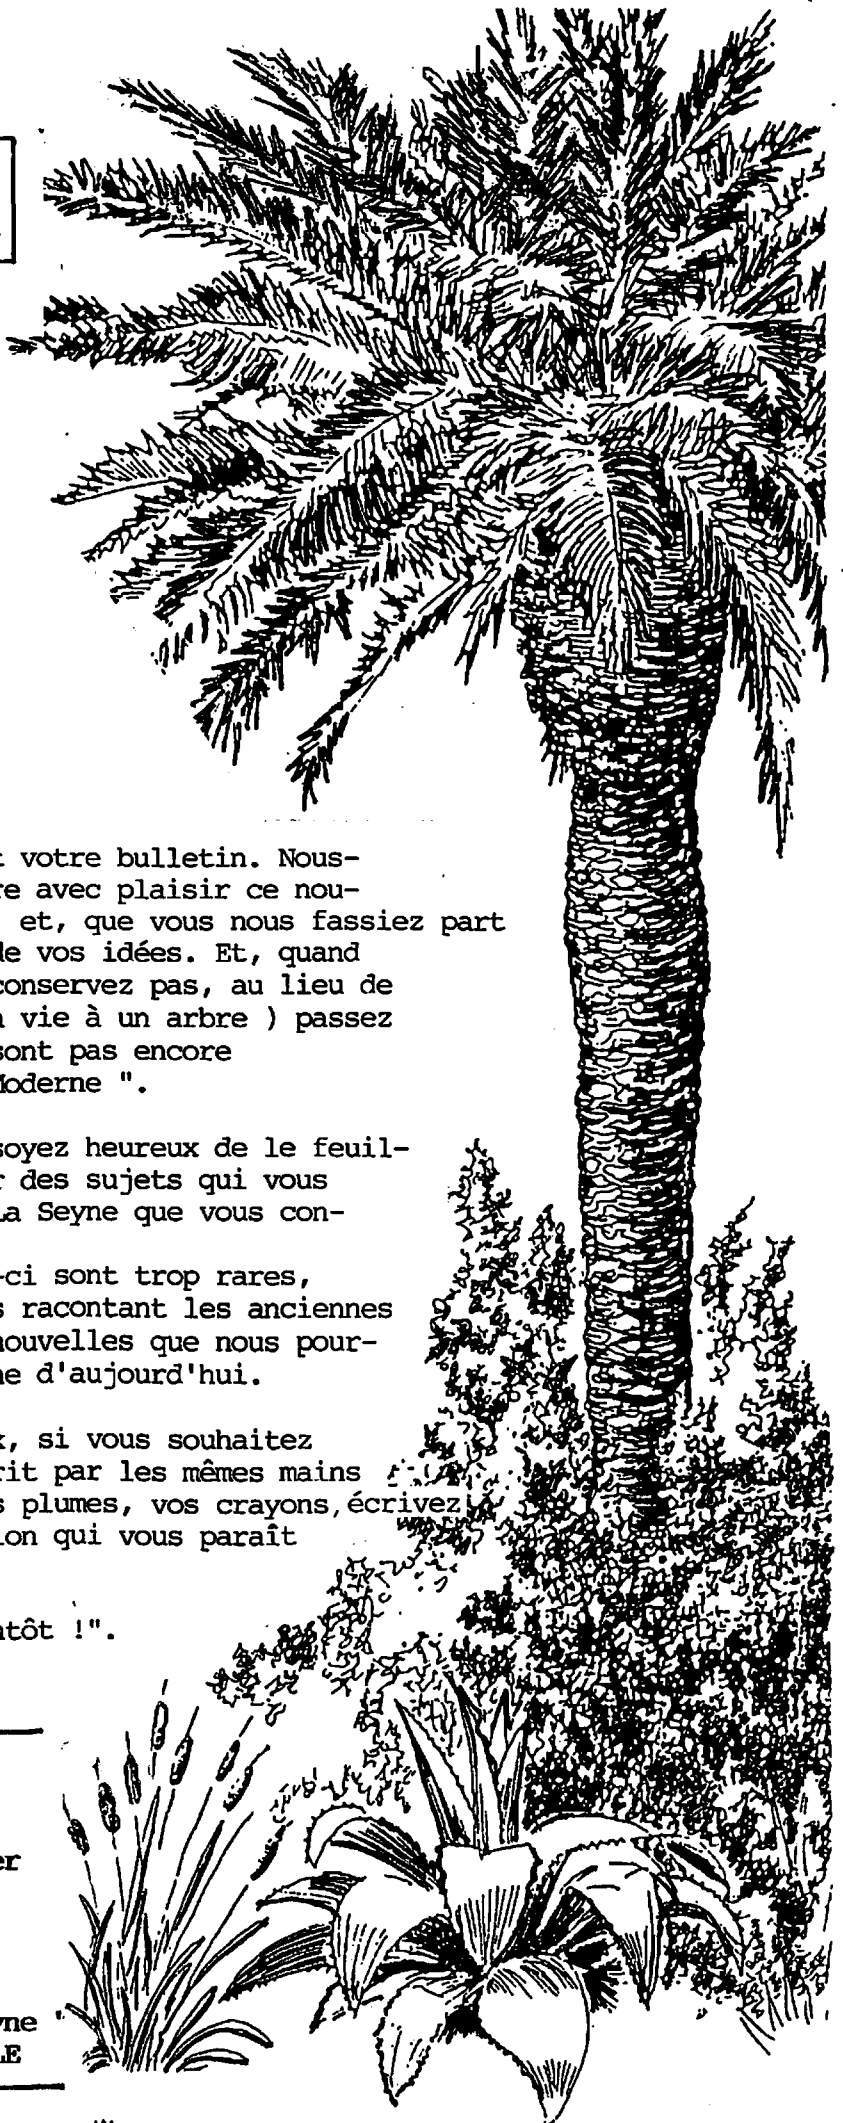 votre bulletin. Nous-
re avec plaisir ce nou-
et, que vous nous fassiez part
de vos idées. Et, quand
conservez pas, au lieu de
vie à un arbre ) passez
sont pas encore
Moderne ".
soyez heureux de le feuil-
des sujets qui vous
La Seyne que vous con-
-ci sont trop rares,
s racontant les anciennes
nouvelles que nous pour-
ne d'aujourd'hui.
x, si vous souhaitez
rit par les mêmes mains
s plumes, vos crayons, écrivez
ion qui vous paraît
ntôt !".
er
yne
LE